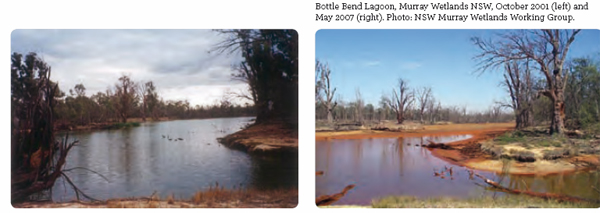 Bottle Bend Lagoon, Murray Wetlands NSW, October 2001 (left) and
May 2007 (right). Photo: NSW Murray Wetlands Working Group.